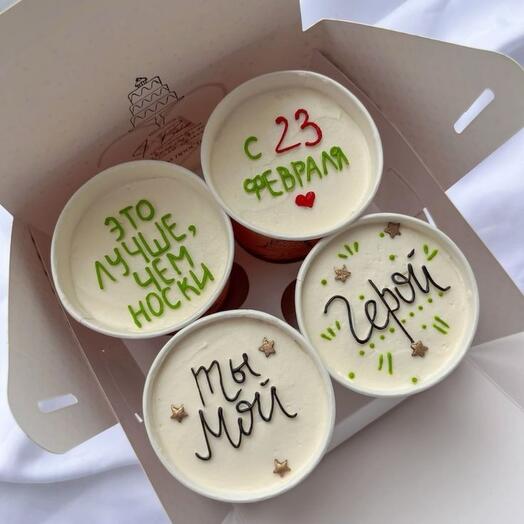 С 23
ФЕВРАЛЯ
ЭТО
ЛУЧШЕ,
ЧЕМ
НОСКИ
Ты
Мой
Герой